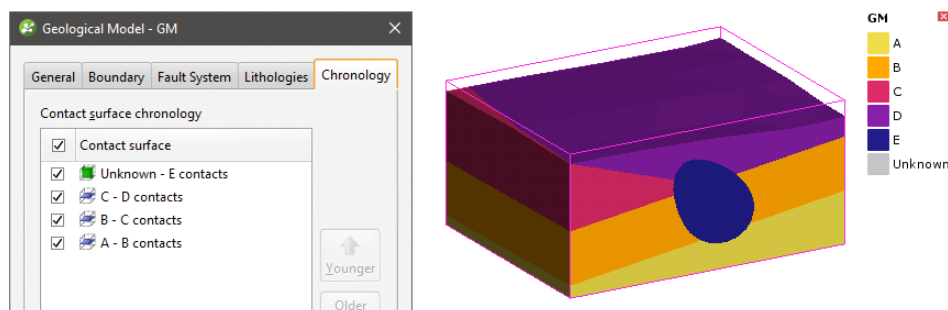 Geological Model - GM
General Boundary Fault System Lithologies Chronology
Contact surface chronology
Contact surface
Unknown - E contacts
C - D contacts
B - C contacts
A - B contacts
Younger
Older
GM
A
B
C
D
E
Unknown